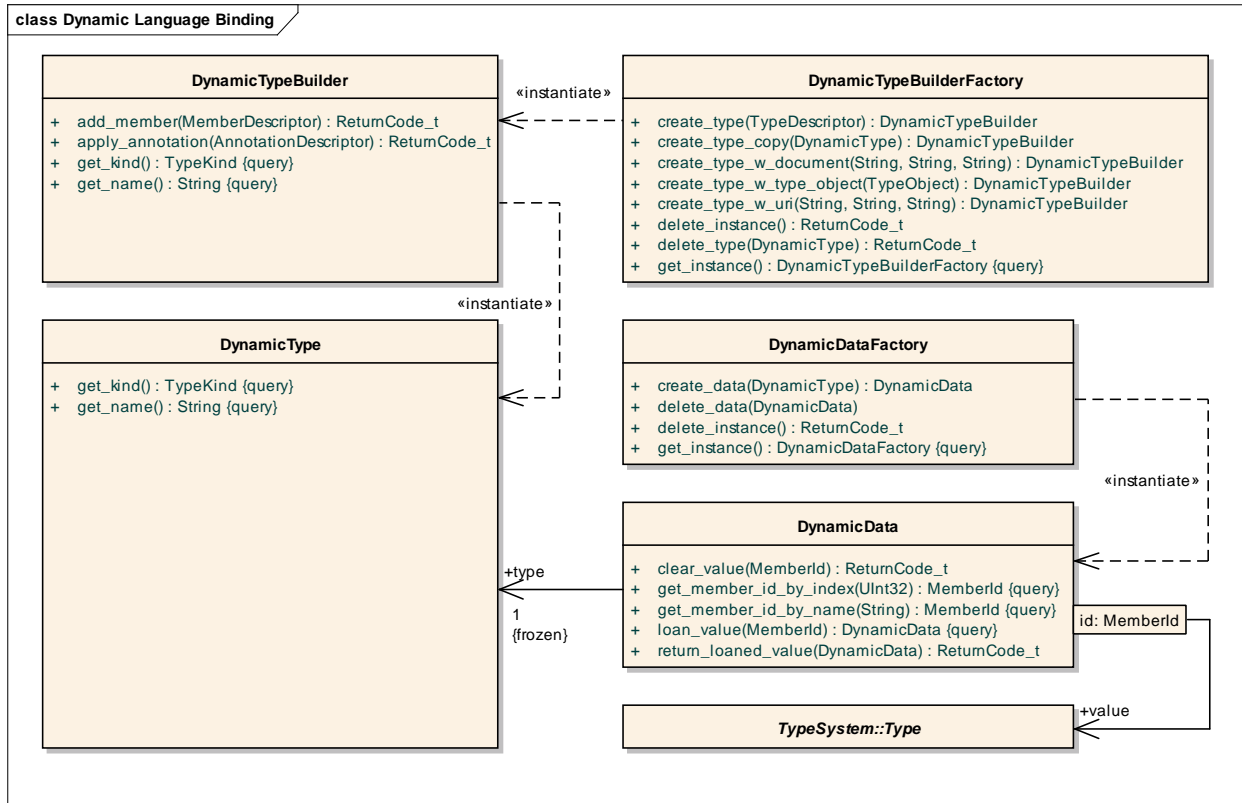 class Dynamic Language Binding
DynamicTypeBuilder
+ add_member(MemberDescriptor) : ReturnCode_t
+ apply_annotation(AnnotationDescriptor) : ReturnCode_t
+ get_kind() : TypeKind {query}
+ get_name() : String {query}
«instantiate»
DynamicTypeBuilderFactory
+ create_type(TypeDescriptor) : DynamicTypeBuilder
+ create_type_copy(DynamicType) : DynamicTypeBuilder
+ create_type_w_document(String, String, String) : DynamicTypeBuilder
+ create_type_w_type_object(TypeObject) : DynamicTypeBuilder
+ create_type_w_uri(String, String, String) : DynamicTypeBuilder
+ delete_instance() : ReturnCode_t
+ delete_type(DynamicType) : ReturnCode_t
+ get_instance() : DynamicTypeBuilderFactory {query}
«instantiate»
DynamicType
+ get_kind() : TypeKind {query}
+ get_name() : String {query}
DynamicDataFactory
+ create_data(DynamicType) : DynamicData
+ delete_data(DynamicData)
+ delete_instance() : ReturnCode_t
+ get_instance() : DynamicDataFactory {query}
«instantiate»
DynamicData
+ clear_value(MemberId) : ReturnCode_t
+ get_member_id_by_index(UInt32) : MemberId {query}
+ get_member_id_by_name(String) : MemberId {query}
+ loan_value(MemberId) : DynamicData {query}
+ return_loaned_value(DynamicData) : ReturnCode_t
+type
1
{frozen}
id: MemberId
+value
TypeSystem::Type